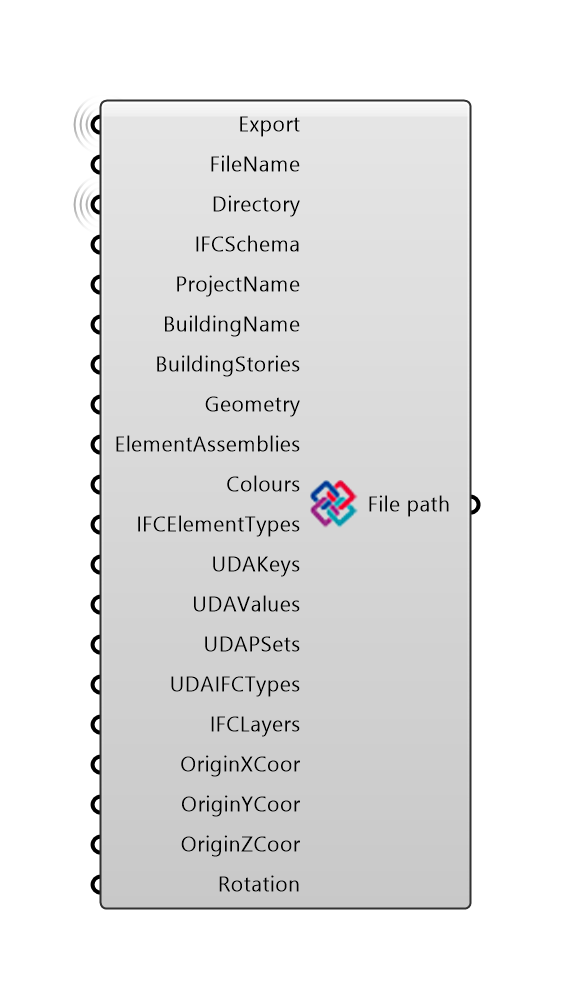 Export
FileName
Directory
IFCSchema
ProjectName
BuildingName
BuildingStories
Geometry
ElementAssemblies
Colours
File path
IFCElementTypes
UDAKeys
UDAValues
UDAPSets
UDAIFCTypes
IFCLayers
OriginXCoor
OriginYCoor
OriginZCoor
Rotation